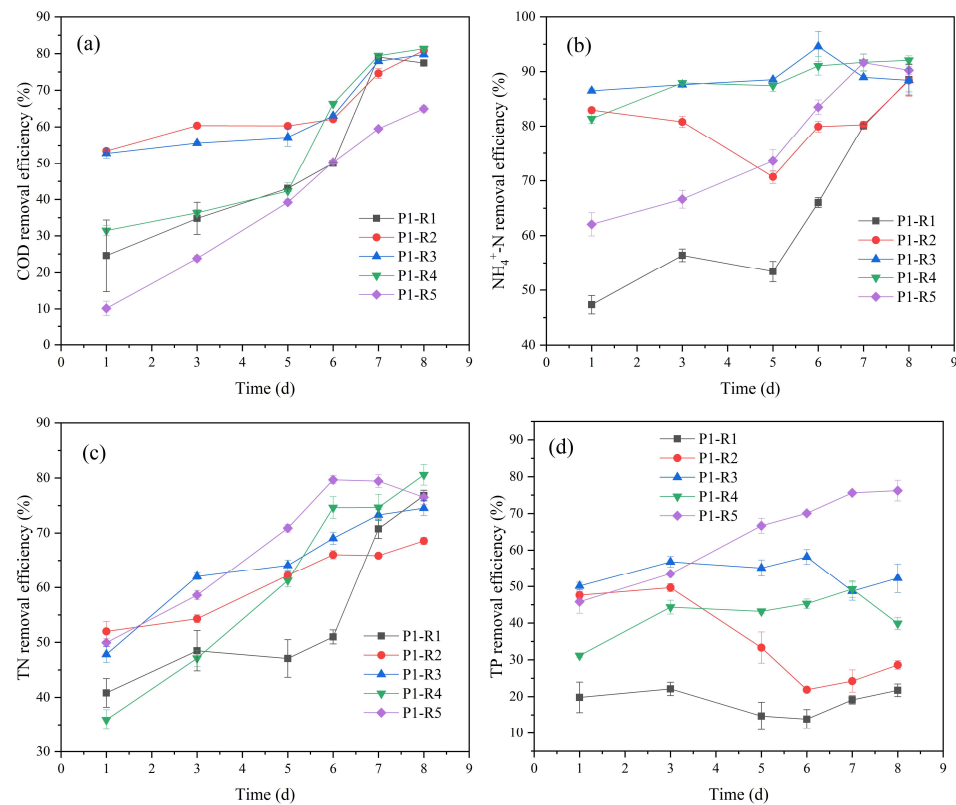 (a)
COD removal efficiency (%)
90
80
70
60
50
40
30
20
10
0
P1-R1
P1-R2
P1-R3
P1-R4
P1-R5
0 1 2 3 4 5 6 7 8 9
Time (d)
(b)
NH₄⁺-N removal efficiency (%)
100
90
80
70
60
50
40
P1-R1
P1-R2
P1-R3
P1-R4
P1-R5
0 1 2 3 4 5 6 7 8 9
Time (d)
(c)
TN removal efficiency (%)
90
80
70
60
50
40
30
P1-R1
P1-R2
P1-R3
P1-R4
P1-R5
0 1 2 3 4 5 6 7 8 9
Time (d)
(d)
TP removal efficiency (%)
90
80
70
60
50
40
30
20
10
P1-R1
P1-R2
P1-R3
P1-R4
P1-R5
0 1 2 3 4 5 6 7 8 9
Time (d)